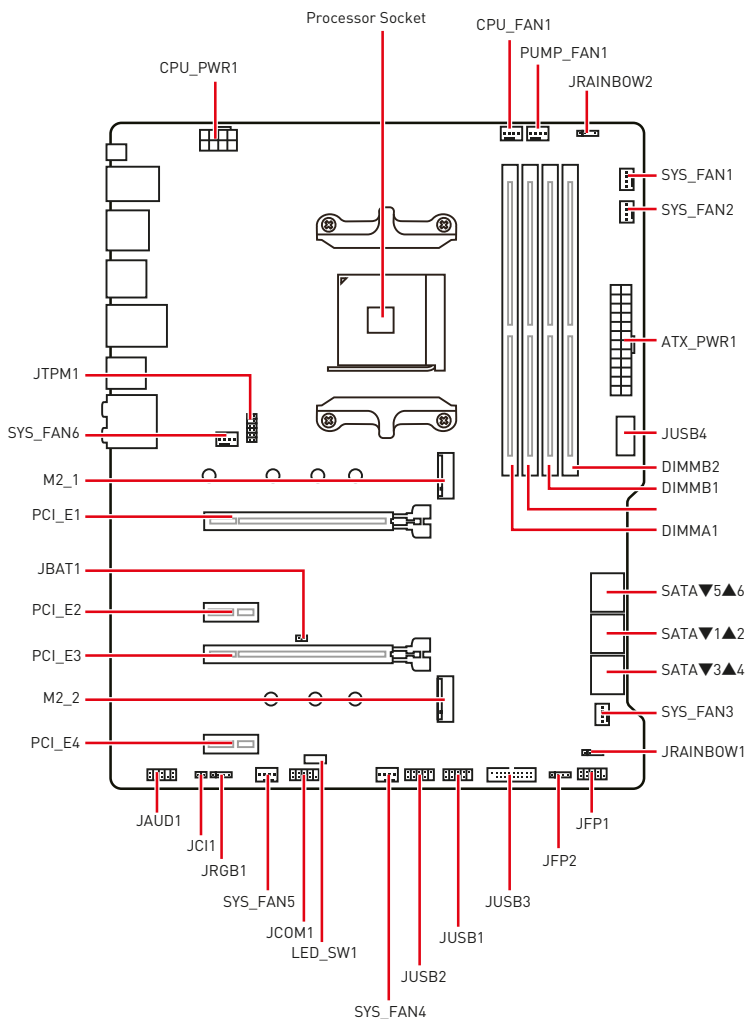 Processor Socket
CPU_FAN1
PUMP_FAN1
CPU_PWR1
JRAINBOW2
SYS_FAN1
SYS_FAN2
ATX_PWR1
JTPM1
SYS_FAN6
JUSB4
M2_1
DIMMB2
DIMMB1
PCI_E1
DIMMA1
JBAT1
SATA▼5▲6
PCI_E2
SATA▼1▲2
PCI_E3
SATA▼3▲4
M2_2
SYS_FAN3
PCI_E4
JRAINBOW1
JAUD1
JFP1
JCI1
JFP2
JRGB1
SYS_FAN5
JUSB3
JCOM1
JUSB1
LED_SW1
JUSB2
SYS_FAN4